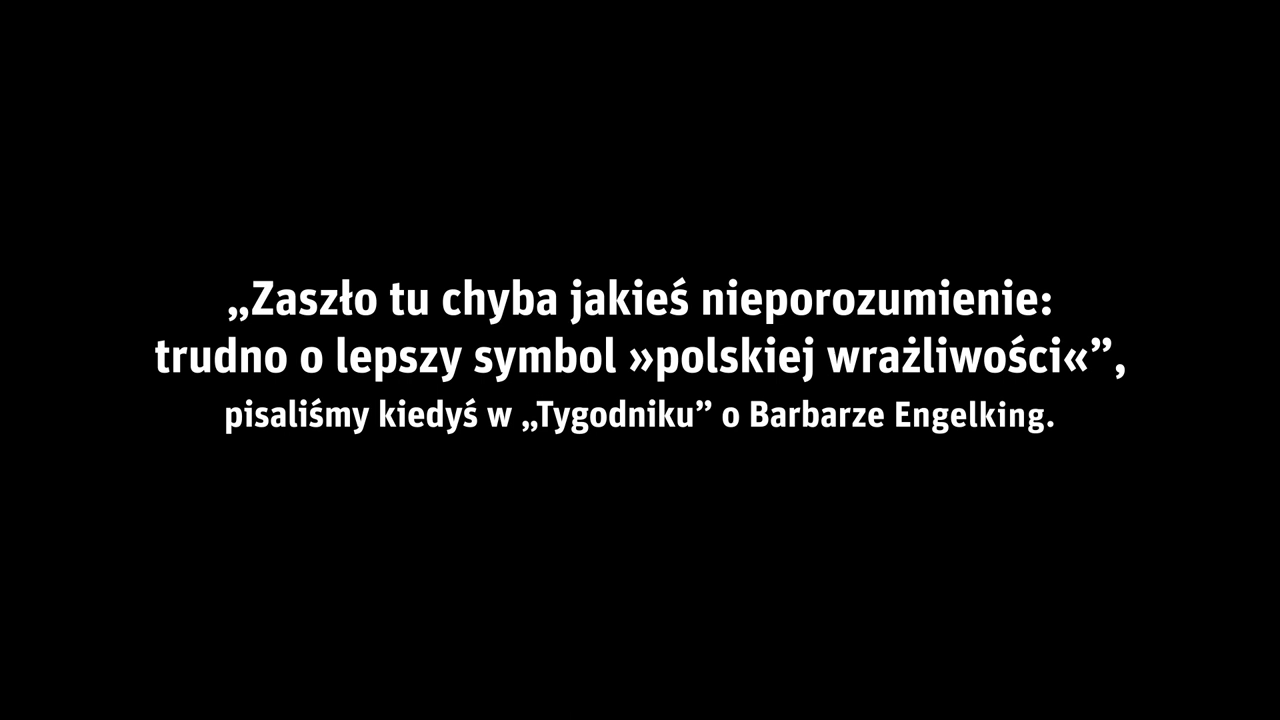 „Zaszło tu chyba jakieś nieporozumienie:
trudno o lepszy symbol »polskiej wrażliwości«”,
pisaliśmy kiedyś w „Tygodniku” o Barbarze Engelking.